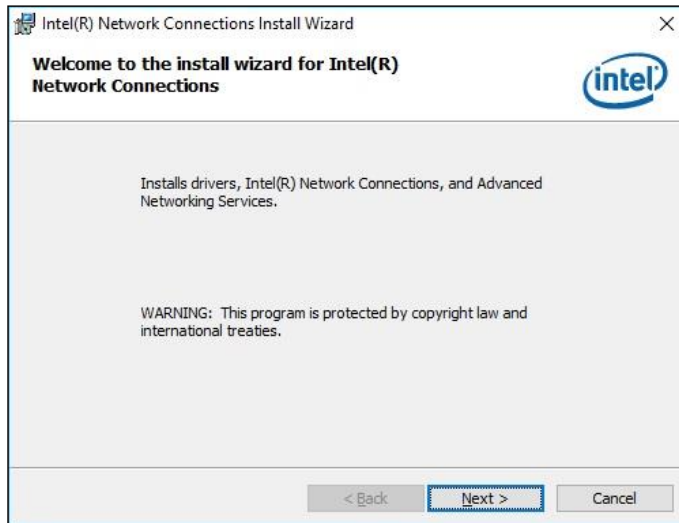 Intel(R) Network Connections Install Wizard
Welcome to the install wizard for Intel(R)
Network Connections
intel
Installs drivers, Intel(R) Network Connections, and Advanced
Networking Services.
WARNING: This program is protected by copyright law and
international treaties.
< Back
Next >
Cancel